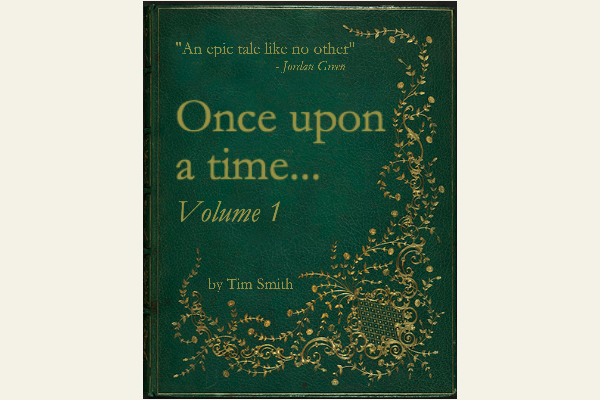 "An epic tale like no other"
- Jordan Green
Once upon
a time...
Volume 1
by Tim Smith